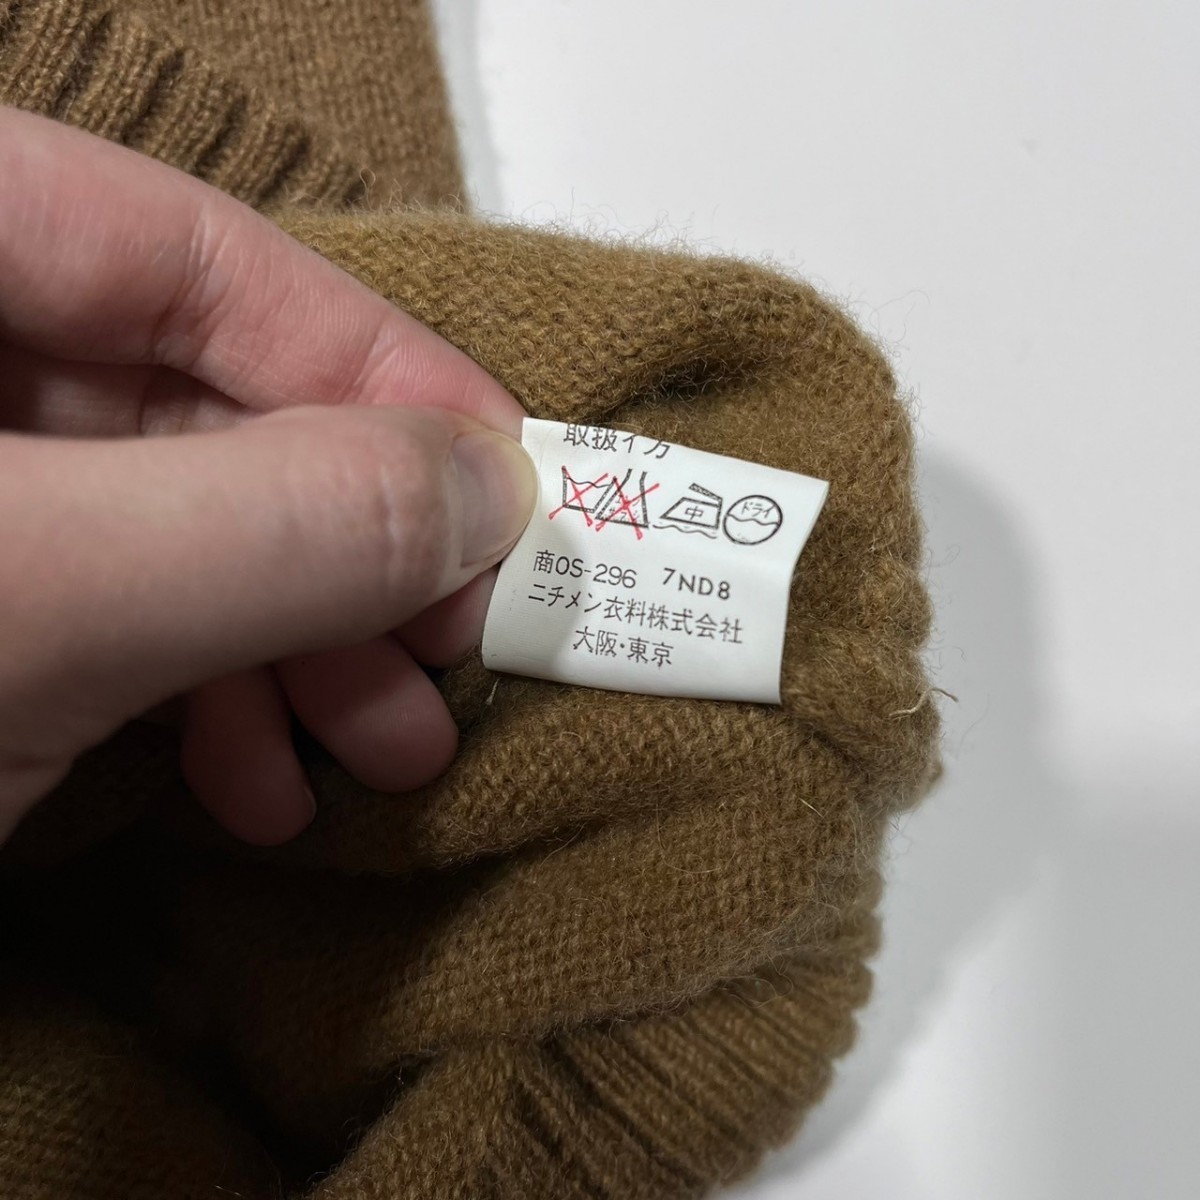 取扱イ方
中 ドライ
商OS-296 7ND8
ニチメン衣料株式会社
大阪・東京